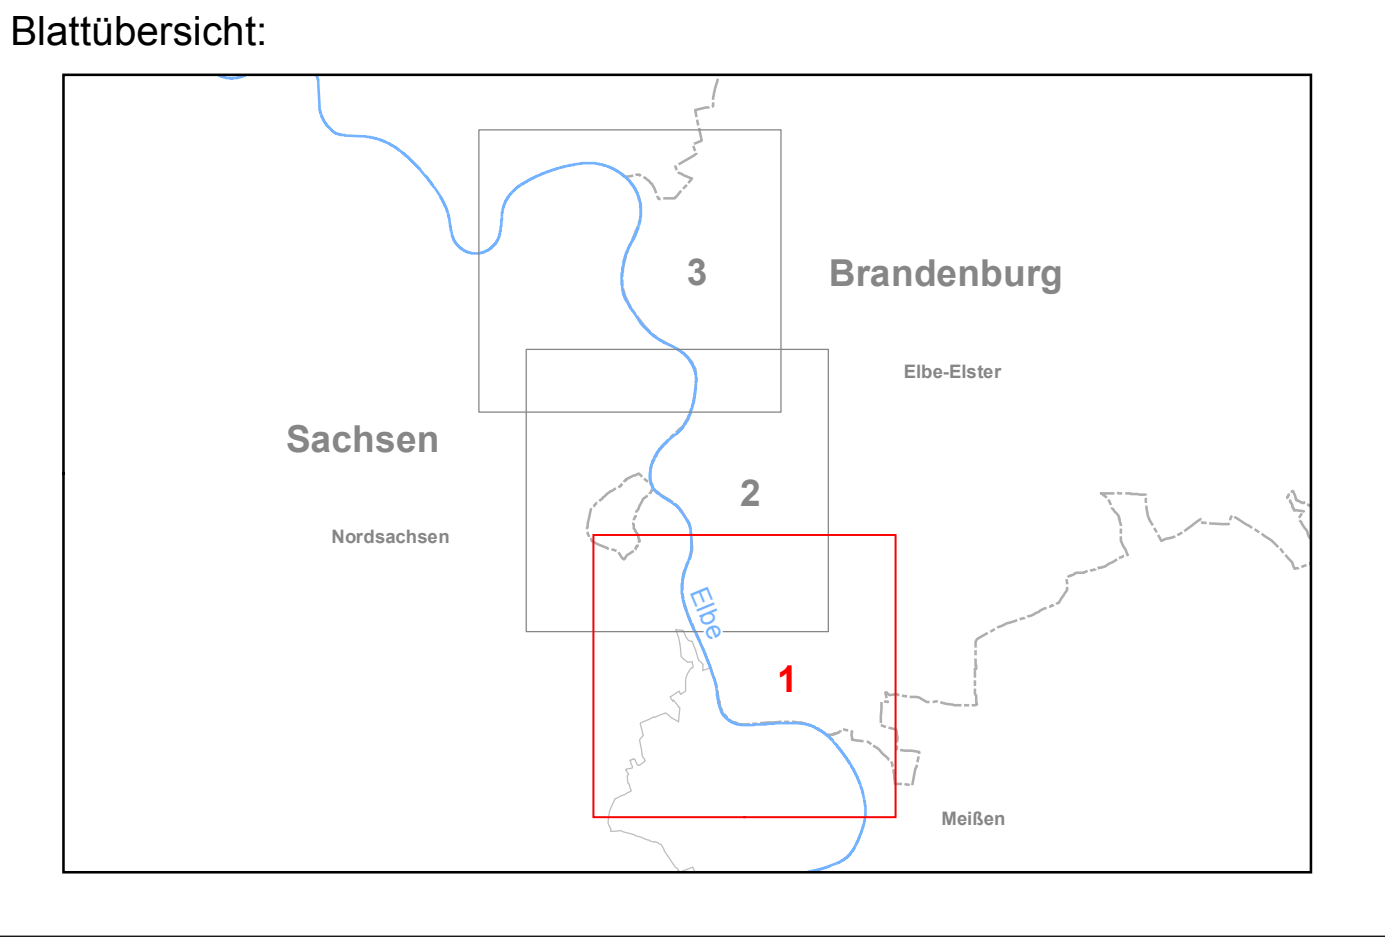 Blattübersicht:
3
Brandenburg
Elbe-Elster
Sachsen
2
Nordsachsen
Elbe
1
Meißen